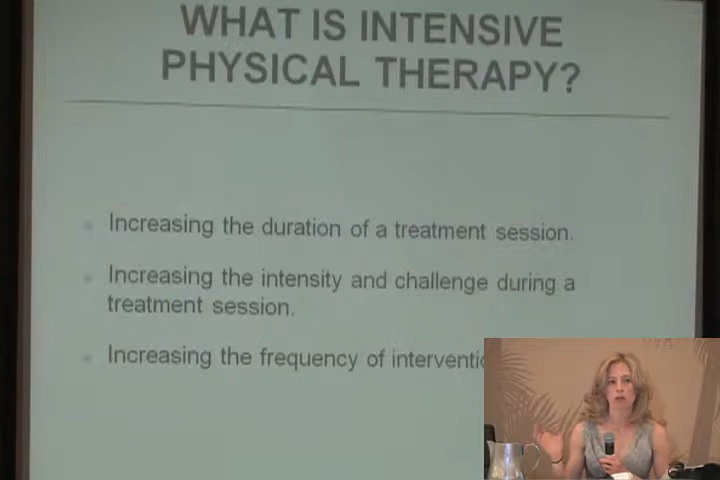 WHAT IS INTENSIVE
PHYSICAL THERAPY?
Increasing the duration of a treatment session.
Increasing the intensity and challenge during a
treatment session.
Increasing the frequency of